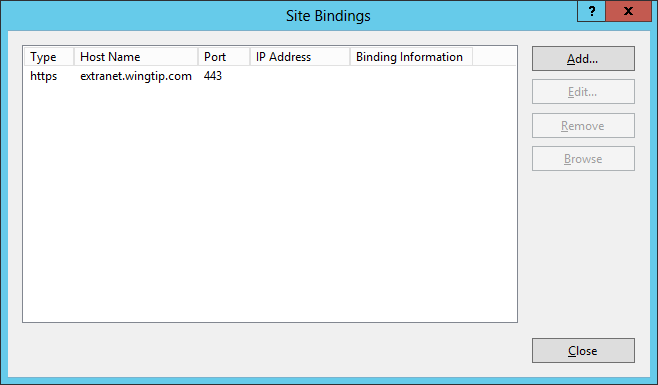 Site Bindings
? X
Type Host Name Port IP Address Binding Information
https extranet.wingtip.com 443
Add...
Edit...
Remove
Browse
Close